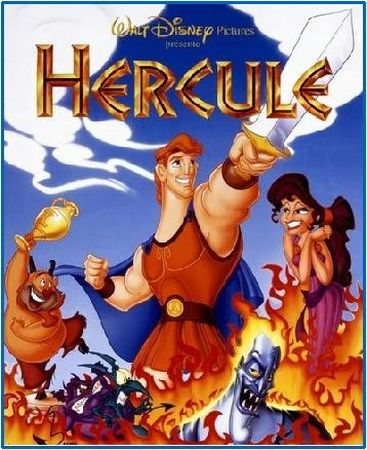 WALT DISNEY Pictures
présente
HERCULE